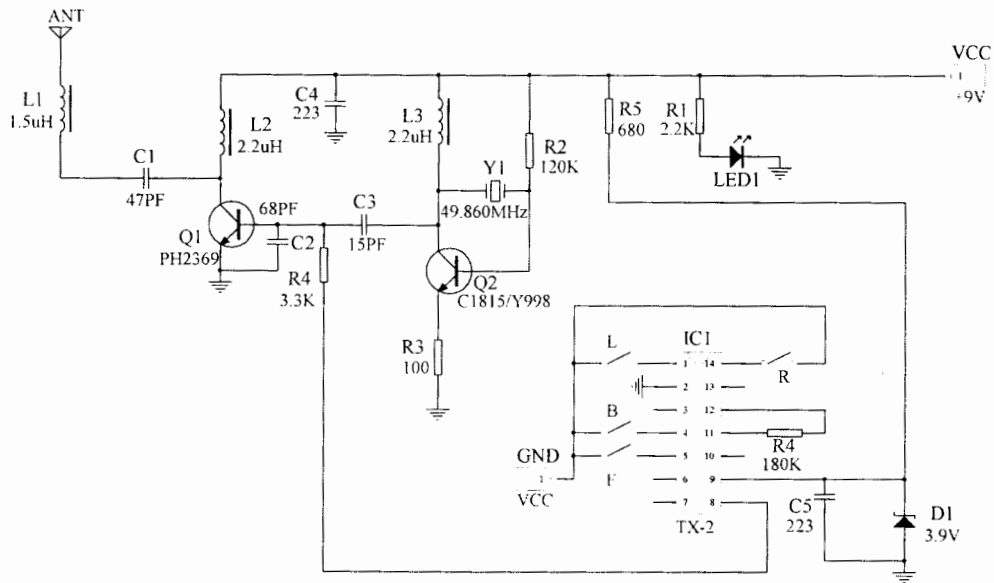 ANT
VCC
1
+9V
L1
1.5uH
L2
2.2uH
C4
223
L3
2.2uH
R2
120K
R5
680
R1
2.2K
LED1
C1
47PF
Y1
49.860MHz
Q1
PH2369
68PF
C2
C3
15PF
R4
3.3K
Q2
C1815/Y998
R3
100
L
IC1
R
1 14
2 13
3 12
B
4 11
R4
180K
5 10
F
6 9
7 8
TX-2
GND
1
VCC
C5
223
D1
3.9V